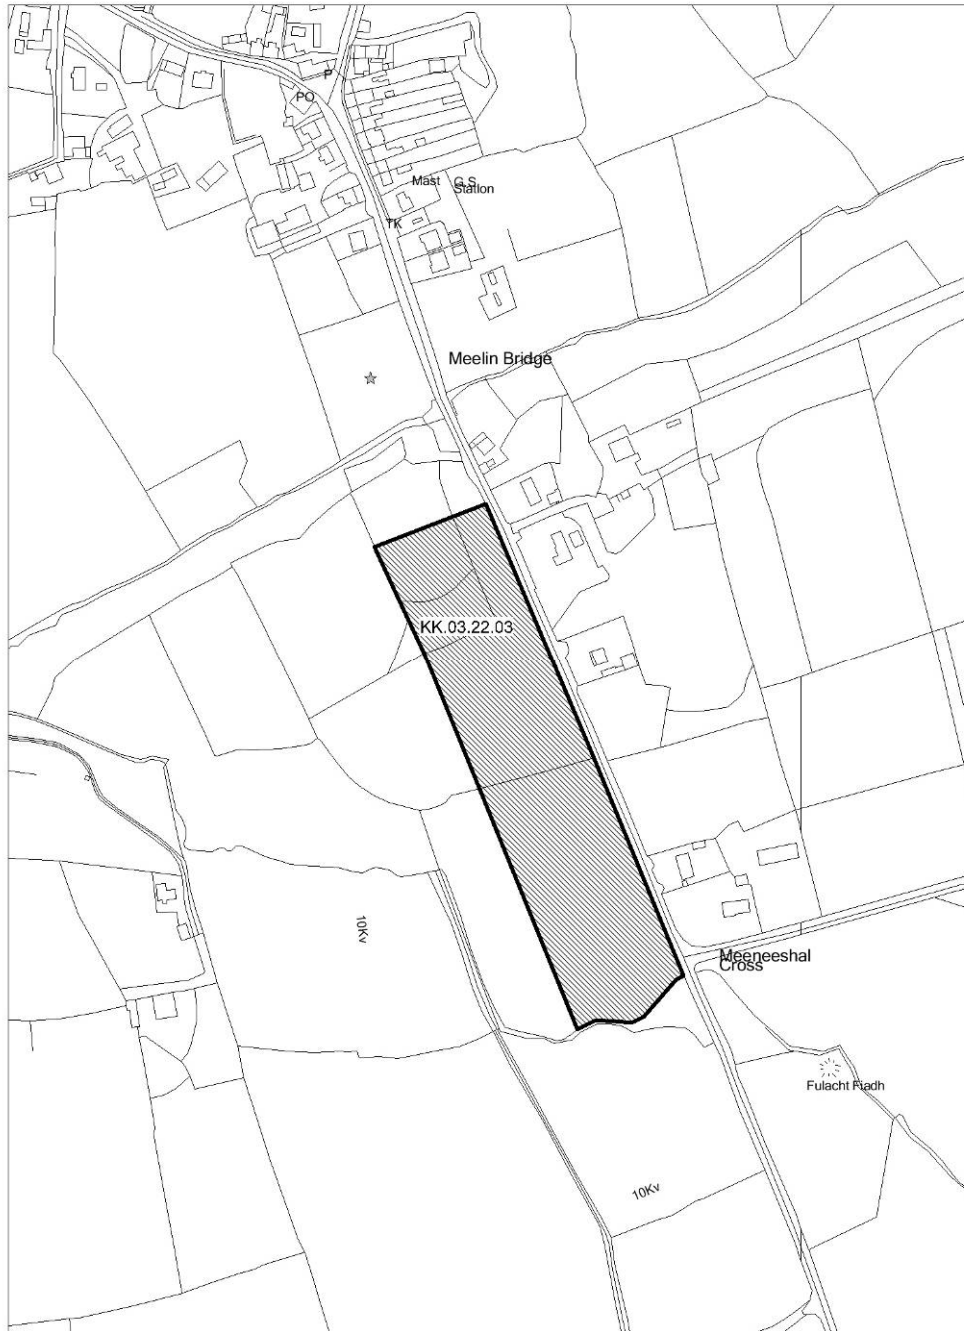 P
PO
Mast
G.S.
Station
TK
Meelin Bridge
KK.03.22.03
10Kv
Meeneeshal
Cross
Fulacht Fiadh
10Kv